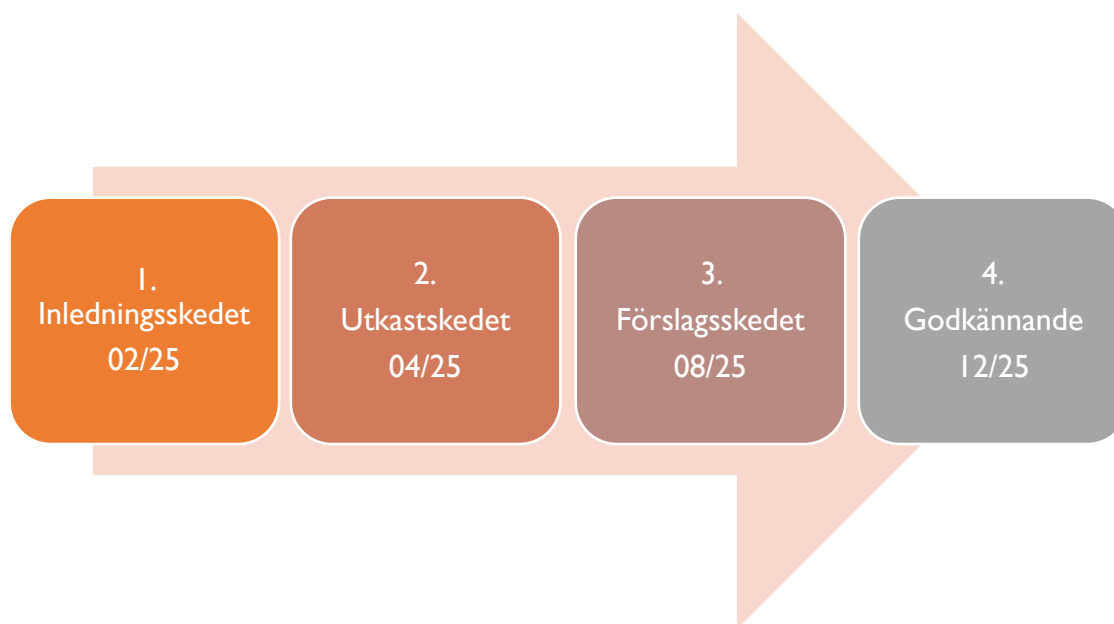 1.
Inledningsskedet
02/25
2.
Utkastskedet
04/25
3.
Förslagsskedet
08/25
4.
Godkännande
12/25